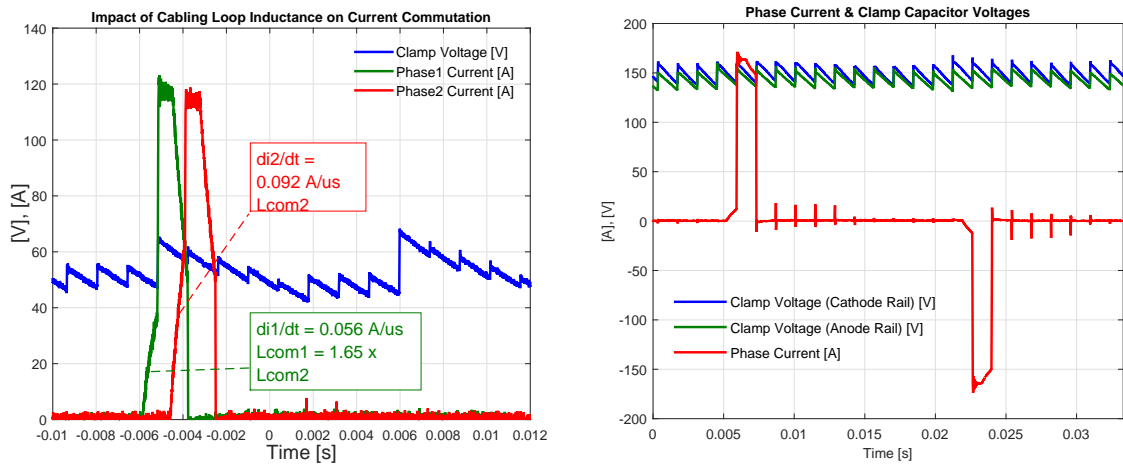 Impact of Cabling Loop Inductance on Current Commutation
140
120
100
80
60
40
20
0
[V], [A]
Clamp Voltage [V]
Phase1 Current [A]
Phase2 Current [A]
di2/dt =
0.092 A/us
Lcom2
di1/dt = 0.056 A/us
Lcom1 = 1.65 x
Lcom2
-0.01 -0.008 -0.006 -0.004 -0.002 0 0.002 0.004 0.006 0.008 0.01 0.012
Time [s]
Phase Current & Clamp Capacitor Voltages
200
150
100
50
0
-50
-100
-150
-200
[A], [V]
Clamp Voltage (Cathode Rail) [V]
Clamp Voltage (Anode Rail) [V]
Phase Current [A]
0 0.005 0.01 0.015 0.02 0.025 0.03
Time [s]